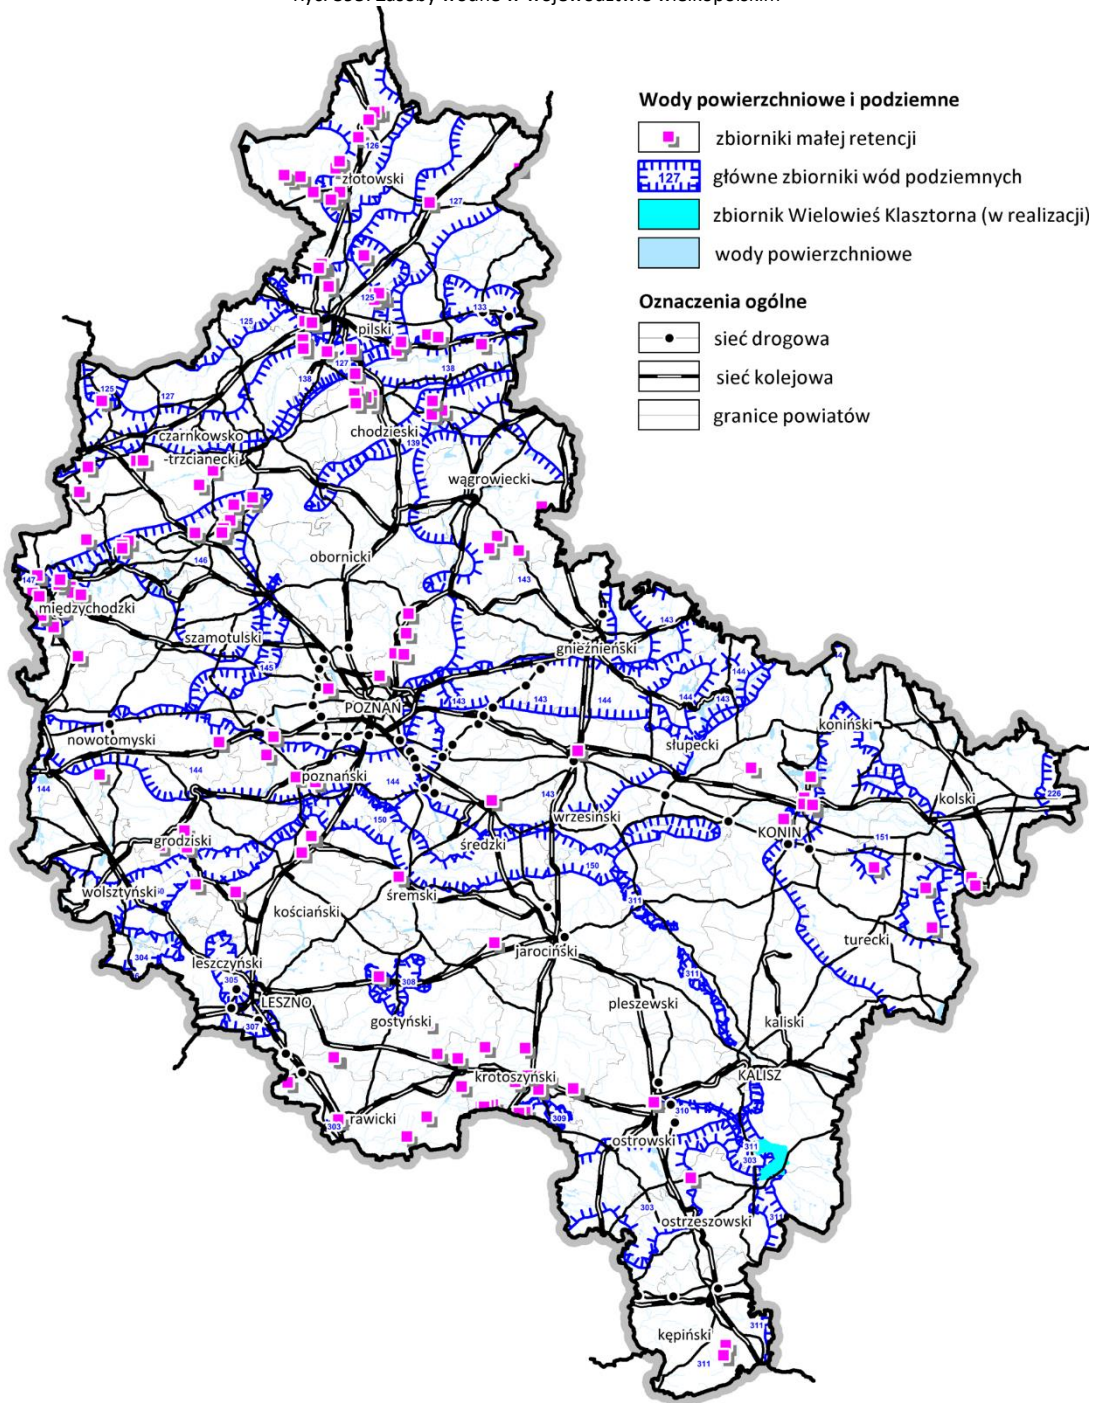 Wody powierzchniowe i podziemne
zbiorniki małej retencji
127 główne zbiorniki wód podziemnych
zbiornik Wielowieś Klasztorna (w realizacji)
wody powierzchniowe
Oznaczenia ogólne
sieć drogowa
sieć kolejowa
granice powiatów
126
złotowski
127
125
133
125
pilski
127
138
138
125
127
czarnkowsko
-trzcianecki
chodzieski
139
wągrowiecki
obornicki
146
147
143
międzychodzki
szamotulski
143
gnieźnieński
145
144
144
143
143
143
144
POZNAŃ
nowotomyski
słupecki
koniński
poznański
144
144
144
143
226
kolski
wrzesiński
KONIN
150
151
grodziski
średzki
150
wolsztyński
śremski
311
kościański
turecki
304
leszczyński
jarociński
305
311
LESZNO
308
pleszewski
gostyński
kaliski
307
krotoszyński
KALISZ
303
rawicki
309
310
ostrowski
311
303
303
311
ostrzeszowski
311
kępiński
311